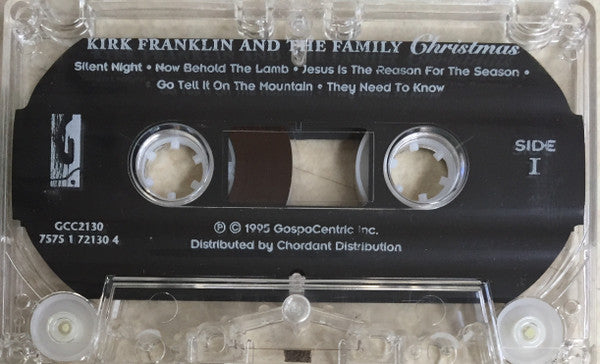 KIRK FRANKLIN AND THE FAMILY Christmas
Silent Night • Now Behold The Lamb • Jesus Is The Reason For The Season •
Go Tell It On The Mountain • They Need To Know
SIDE
I
GCC2130
7575 1 72130 4
℗ © 1995 GospoCentric Inc.
Distributed by Chordant Distribution